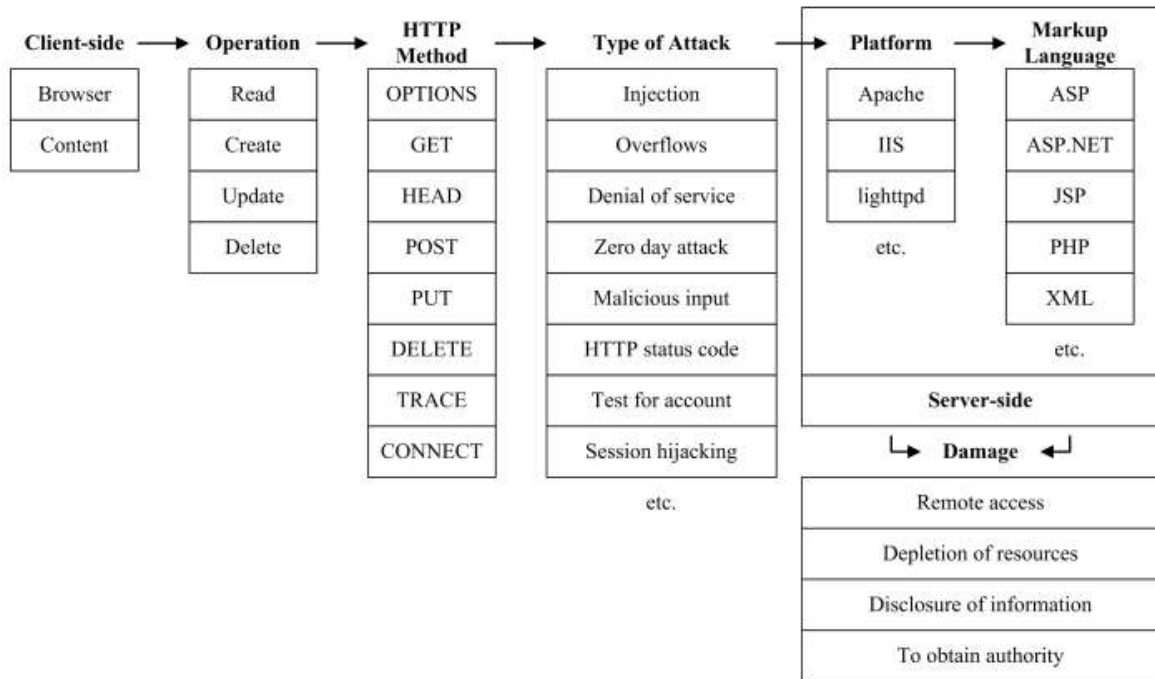 Client-side
Browser
Content
Operation
Read
Create
Update
Delete
HTTP
Method
OPTIONS
GET
HEAD
POST
PUT
DELETE
TRACE
CONNECT
Type of Attack
Injection
Overflows
Denial of service
Zero day attack
Malicious input
HTTP status code
Test for account
Session hijacking
etc.
Platform
Apache
IIS
lighttpd
etc.
Markup
Language
ASP
ASP.NET
JSP
PHP
XML
etc.
Server-side
Damage
Remote access
Depletion of resources
Disclosure of information
To obtain authority